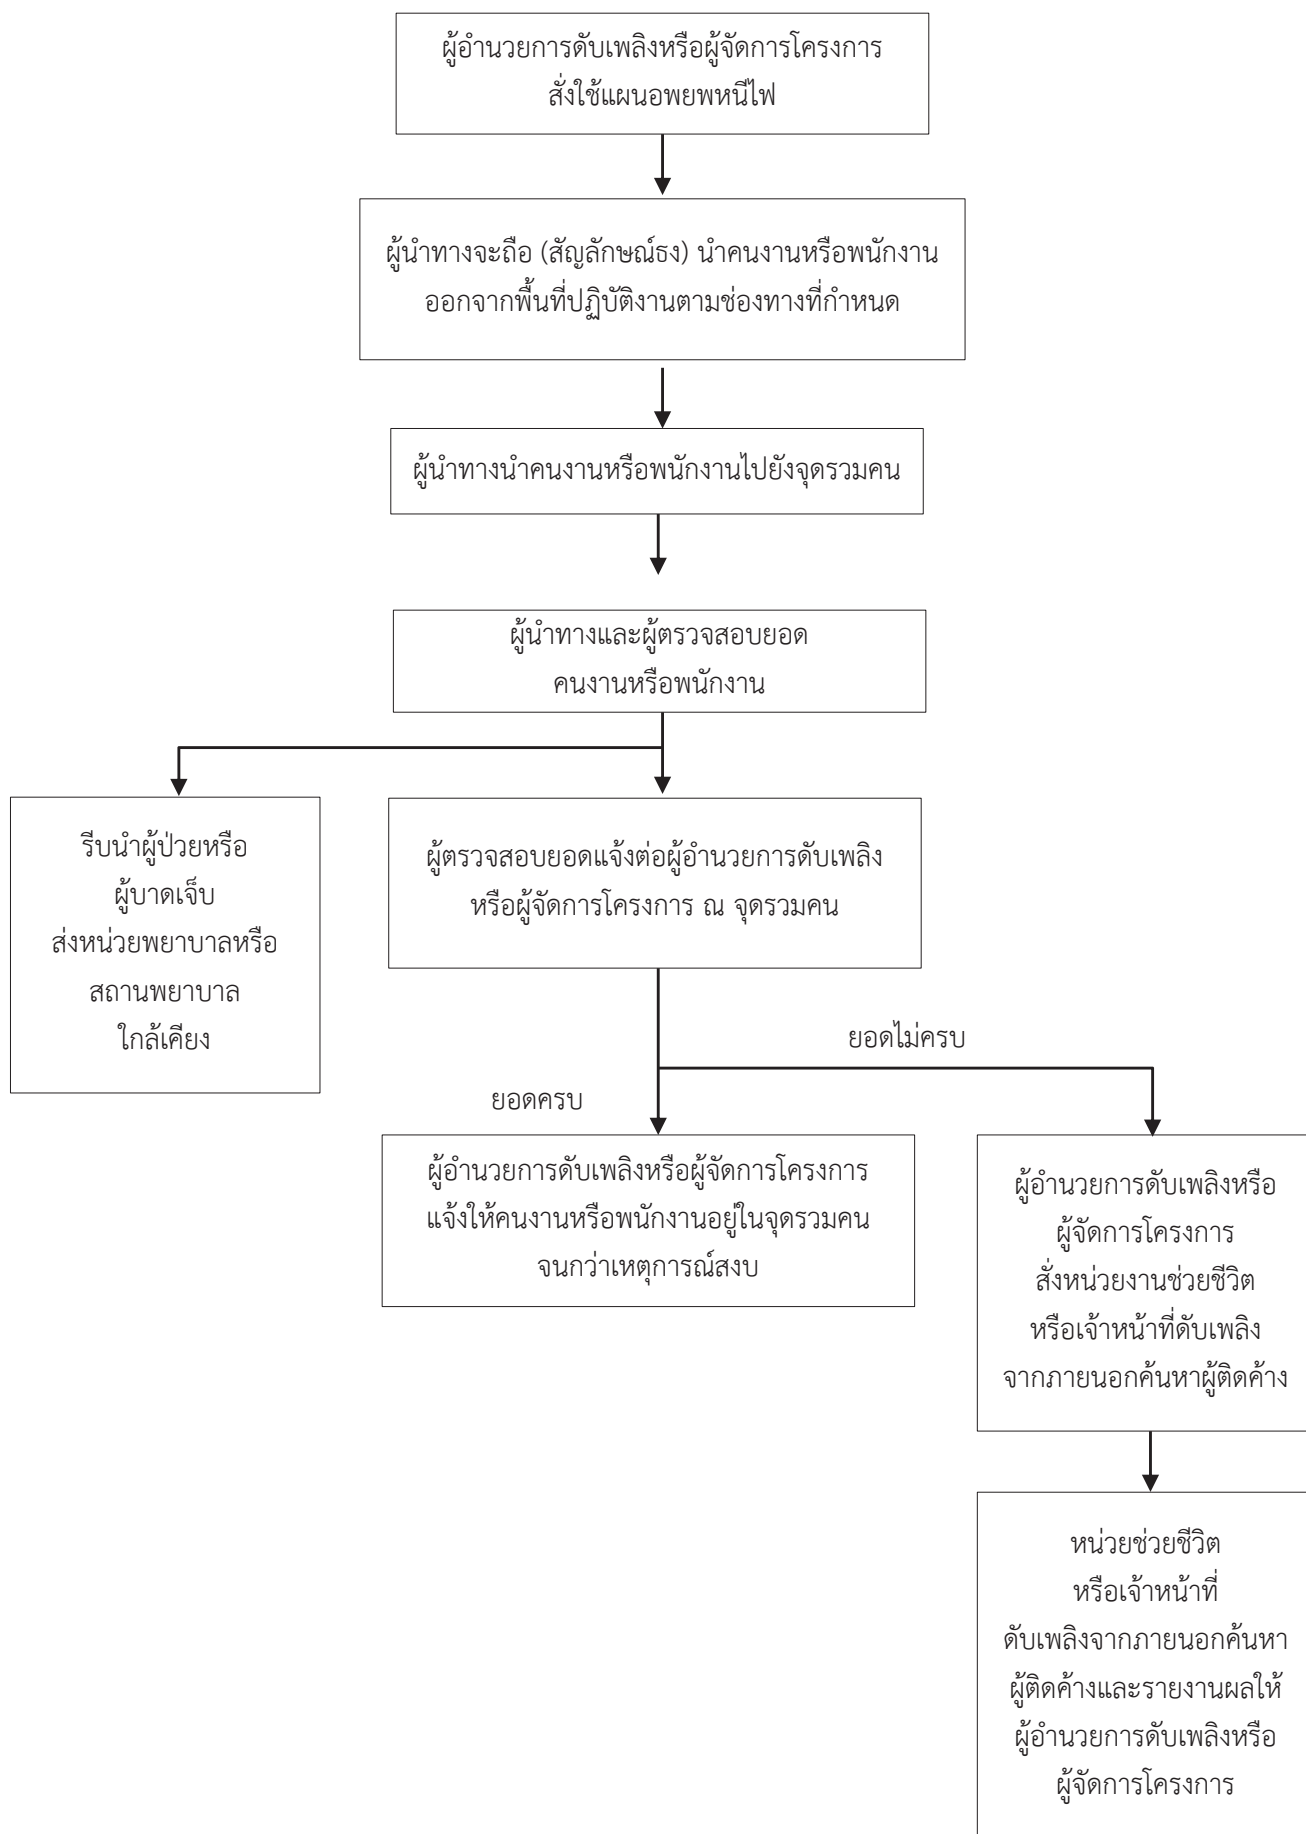 ผู้อำนวยการดับเพลิงหรือผู้จัดการโครงการ
สั่งใช้แผนอพยพหนีไฟ
ผู้นำทางจะถือ (สัญลักษณ์ธง) นำคนงานหรือพนักงาน
ออกจากพื้นที่ปฏิบัติงานตามช่องทางที่กำหนด
ผู้นำทางนำคนงานหรือพนักงานไปยังจุดรวมคน
ผู้นำทางและผู้ตรวจสอบยอด
คนงานหรือพนักงาน
รีบนำผู้ป่วยหรือ
ผู้บาดเจ็บ
ส่งหน่วยพยาบาลหรือ
สถานพยาบาล
ใกล้เคียง
ผู้ตรวจสอบยอดแจ้งต่อผู้อำนวยการดับเพลิง
หรือผู้จัดการโครงการ ณ จุดรวมคน
ยอดไม่ครบ
ยอดครบ
ผู้อำนวยการดับเพลิงหรือผู้จัดการโครงการ
แจ้งให้คนงานหรือพนักงานอยู่ในจุดรวมคน
จนกว่าเหตุการณ์สงบ
ผู้อำนวยการดับเพลิงหรือ
ผู้จัดการโครงการ
สั่งหน่วยงานช่วยชีวิต
หรือเจ้าหน้าที่ดับเพลิง
จากภายนอกค้นหาผู้ติดค้าง
หน่วยช่วยชีวิต
หรือเจ้าหน้าที่
ดับเพลิงจากภายนอกค้นหา
ผู้ติดค้างและรายงานผลให้
ผู้อำนวยการดับเพลิงหรือ
ผู้จัดการโครงการ